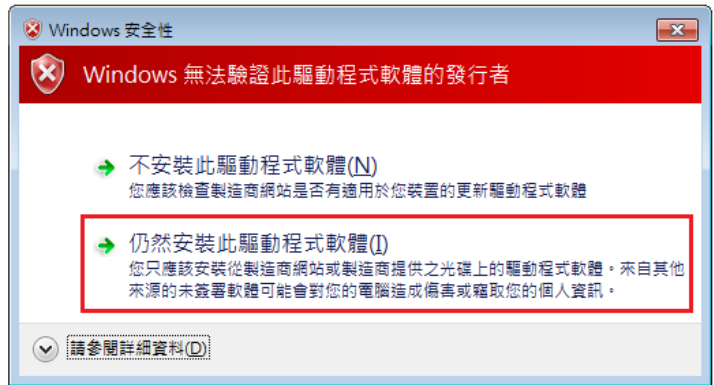 Windows 安全性
Windows 無法驗證此驅動程式軟體的發行者
不安裝此驅動程式軟體(N)
您應該檢查製造商網站是否有適用於您裝置的更新驅動程式軟體
仍然安裝此驅動程式軟體(I)
您只應該安裝從製造商網站或製造商提供之光碟上的驅動程式軟體。來自其他
來源的未簽署軟體可能會對您的電腦造成傷害或竊取您的個人資訊。
請參閱詳細資料(D)